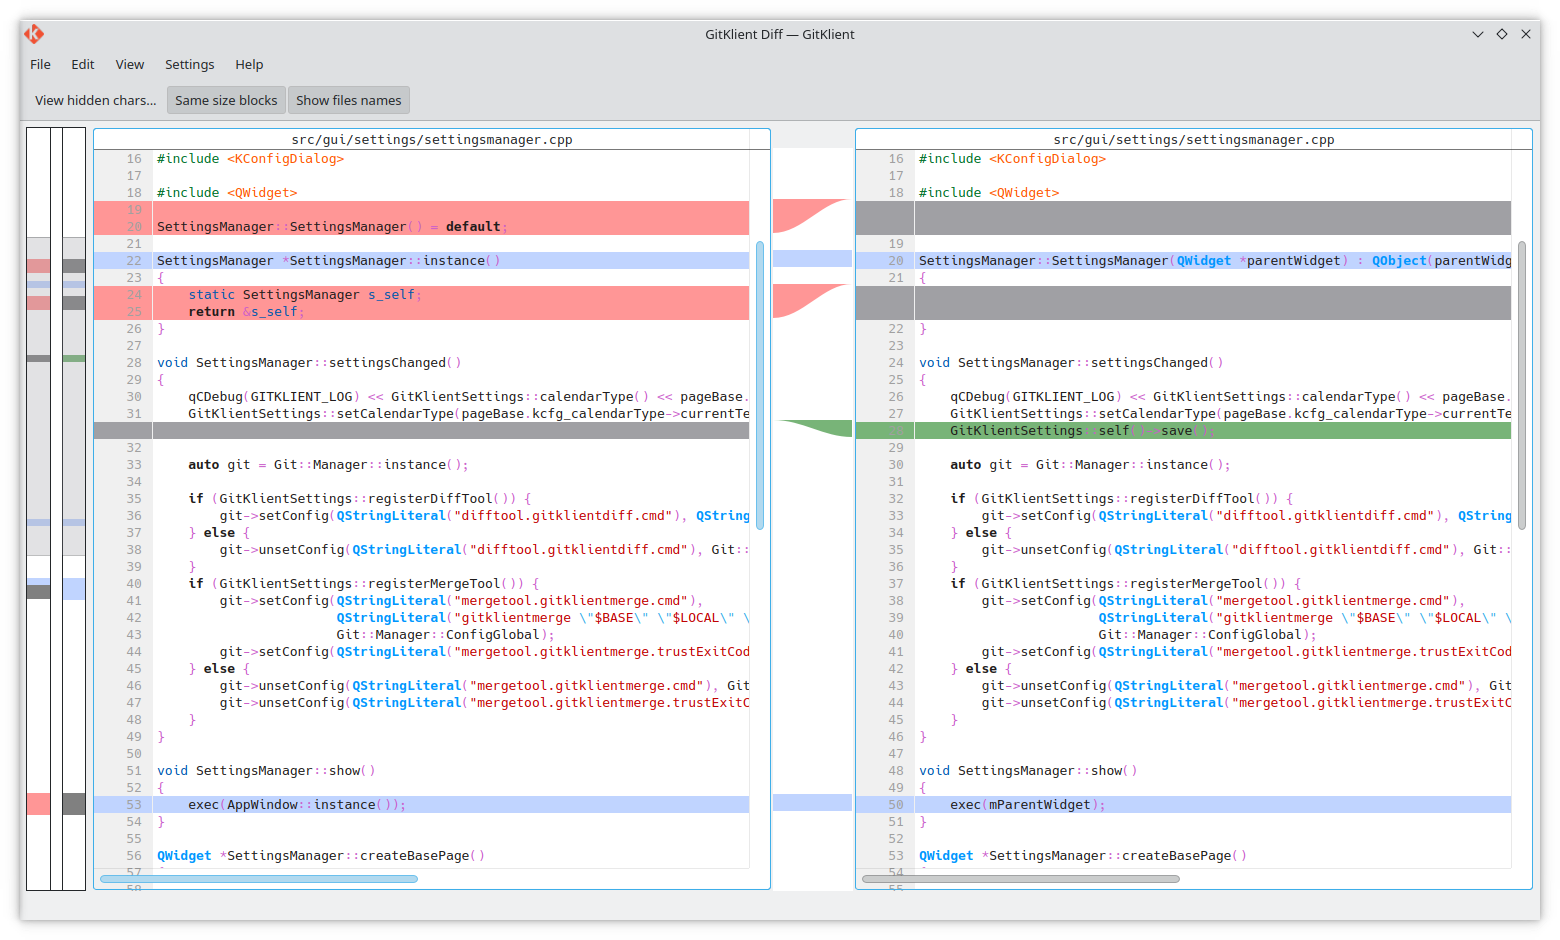 GitKlient Diff — GitKlient
File Edit View Settings Help
View hidden chars... Same size blocks Show files names
src/gui/settings/settingsmanager.cpp
16 #include <KConfigDialog>
17
18 #include <QWidget>
19
20 SettingsManager::SettingsManager() = default;
21
22 SettingsManager *SettingsManager::instance()
23 {
24     static SettingsManager s_self;
25     return &s_self;
26 }
27
28 void SettingsManager::settingsChanged()
29 {
30     qCDebug(GITKLIENT_LOG) << GitKlientSettings::calendarType() << pageBase.
31     GitKlientSettings::setCalendarType(pageBase.kcfg_calendarType->currentTe
32
33     auto git = Git::Manager::instance();
34
35     if (GitKlientSettings::registerDiffTool()) {
36         git->setConfig(QStringLiteral("difftool.gitklientdiff.cmd"), QString
37     } else {
38         git->unsetConfig(QStringLiteral("difftool.gitklientdiff.cmd"), Git::
39     }
40     if (GitKlientSettings::registerMergeTool()) {
41         git->setConfig(QStringLiteral("mergetool.gitklientmerge.cmd"),
42                        QStringLiteral("gitklientmerge \"$BASE\" \"$LOCAL\" \
43                        Git::Manager::ConfigGlobal);
44         git->setConfig(QStringLiteral("mergetool.gitklientmerge.trustExitCod
45     } else {
46         git->unsetConfig(QStringLiteral("mergetool.gitklientmerge.cmd"), Git
47         git->unsetConfig(QStringLiteral("mergetool.gitklientmerge.trustExitC
48     }
49 }
50
51 void SettingsManager::show()
52 {
53     exec(AppWindow::instance());
54 }
55
56 QWidget *SettingsManager::createBasePage()
57
58
src/gui/settings/settingsmanager.cpp
16 #include <KConfigDialog>
17
18 #include <QWidget>
19
20 SettingsManager::SettingsManager(QWidget *parentWidget) : QObject(parentWidg
21 {
22 }
23
24 void SettingsManager::settingsChanged()
25 {
26     qCDebug(GITKLIENT_LOG) << GitKlientSettings::calendarType() << pageBase.
27     GitKlientSettings::setCalendarType(pageBase.kcfg_calendarType->currentTe
28     GitKlientSettings::self()->save();
29
30     auto git = Git::Manager::instance();
31
32     if (GitKlientSettings::registerDiffTool()) {
33         git->setConfig(QStringLiteral("difftool.gitklientdiff.cmd"), QString
34     } else {
35         git->unsetConfig(QStringLiteral("difftool.gitklientdiff.cmd"), Git::
36     }
37     if (GitKlientSettings::registerMergeTool()) {
38         git->setConfig(QStringLiteral("mergetool.gitklientmerge.cmd"),
39                        QStringLiteral("gitklientmerge \"$BASE\" \"$LOCAL\" \
40                        Git::Manager::ConfigGlobal);
41         git->setConfig(QStringLiteral("mergetool.gitklientmerge.trustExitCod
42     } else {
43         git->unsetConfig(QStringLiteral("mergetool.gitklientmerge.cmd"), Git
44         git->unsetConfig(QStringLiteral("mergetool.gitklientmerge.trustExitC
45     }
46 }
47
48 void SettingsManager::show()
49 {
50     exec(mParentWidget);
51 }
52
53 QWidget *SettingsManager::createBasePage()
54
55